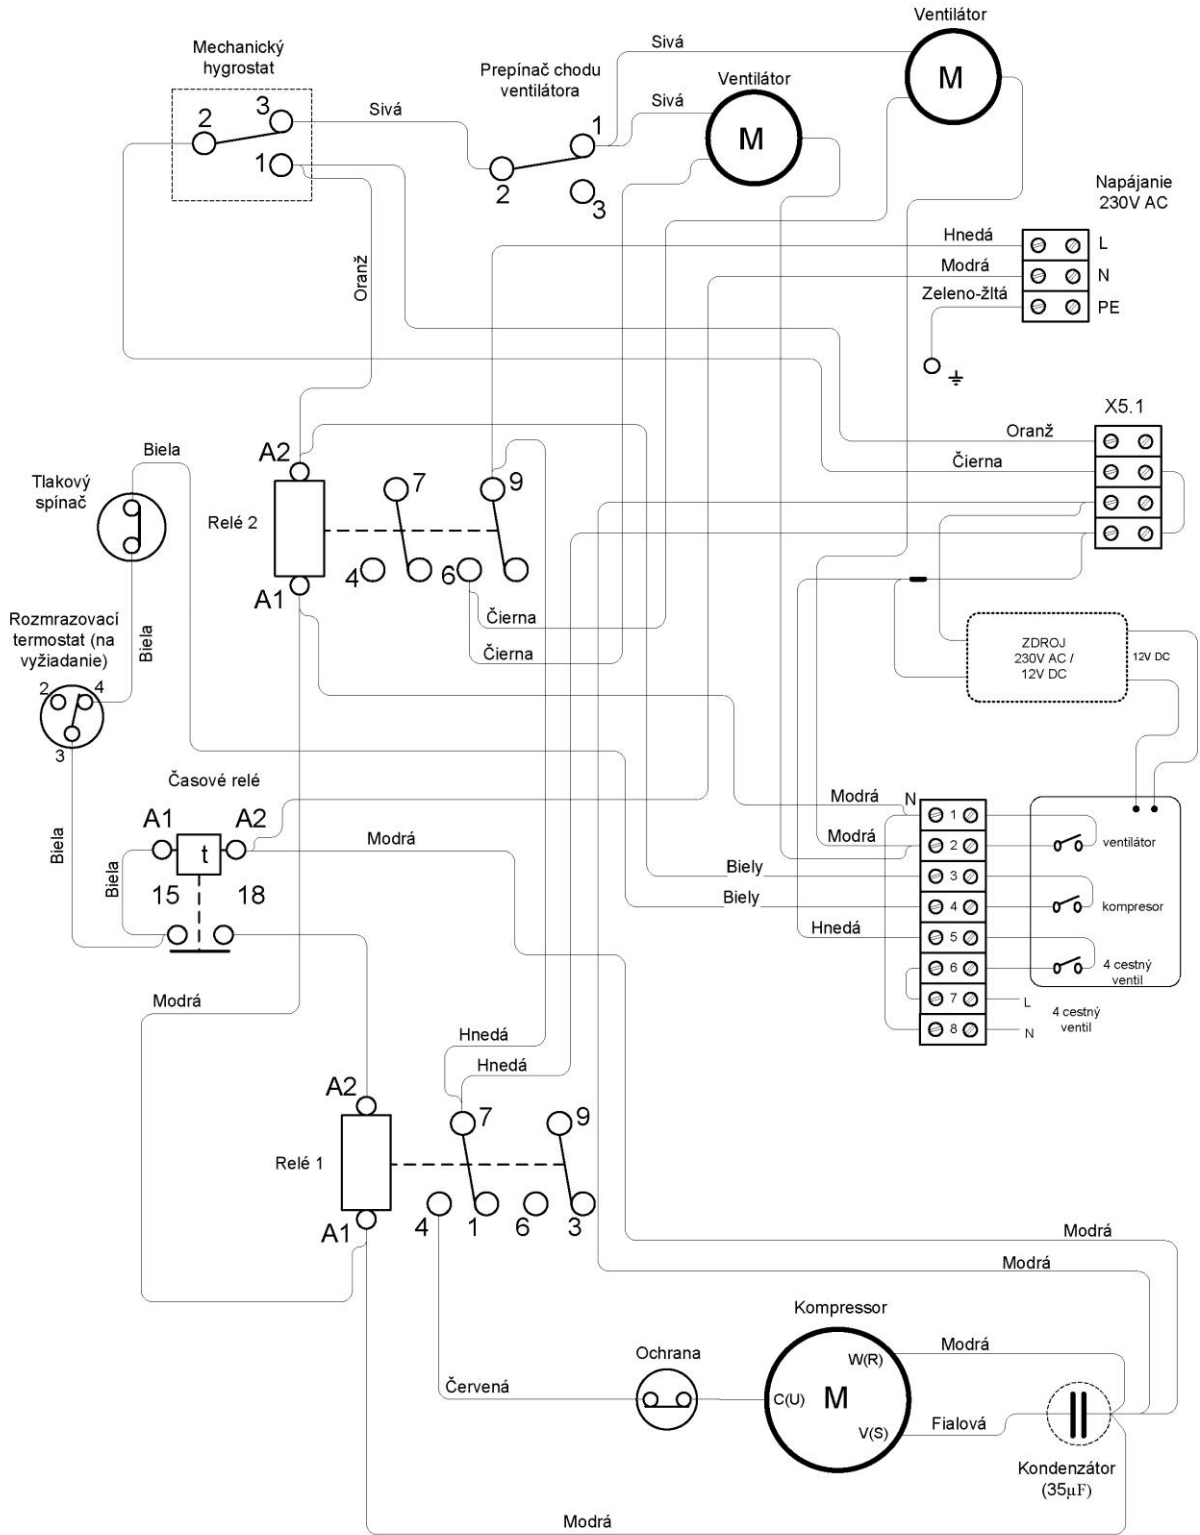 Ventilátor
M
Sivá
Mechanický
hygrostat
Prepínač chodu
ventilátora
Ventilátor
M
Sivá
Sivá
3
2
1
1
2
3
Napájanie
230V AC
Hnedá
L
Modrá
N
Zeleno-žltá
PE
Oranž
X5.1
Oranž
Čierna
Biela
Tlakový
spínač
A2
7
9
Relé 2
4
6
A1
Čierna
Čierna
Rozmrazovací
termostat (na
vyžiadanie)
Biela
2
4
3
ZDROJ
230V AC /
12V DC
12V DC
Časové relé
A1
A2
t
Modrá
15
18
Biela
Biela
Modrá
N
1
ventilátor
Modrá
2
Biely
3
Biely
4
kompresor
Hnedá
5
6
4 cestný
ventil
7
L
4 cestný
ventil
8
N
Modrá
Hnedá
Hnedá
A2
7
9
Relé 1
A1
4
1
6
3
Modrá
Modrá
Kompressor
Ochrana
W(R)
Modrá
Červená
C(U)
M
V(S)
Fialová
Kondenzátor
(35µF)
Modrá